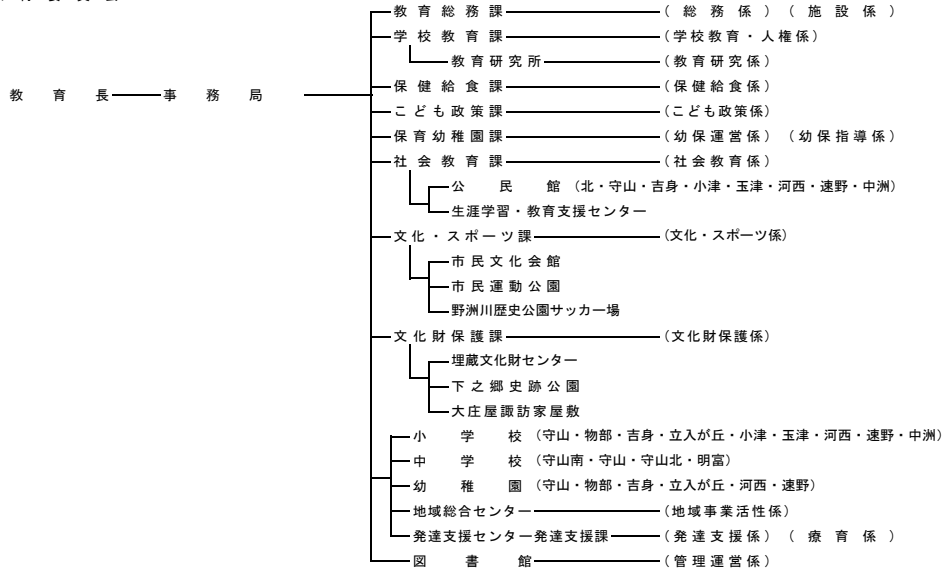 教育総務課 (総務係) (施設係)
学校教育課 (学校教育・人権係)
教育研究所 (教育研究係)
保健給食課 (保健給食係)
教育長 事務局
こども政策課 (こども政策係)
保育幼稚園課 (幼保運営係) (幼保指導係)
社会教育課 (社会教育係)
公民館 (北・守山・吉身・小津・玉津・河西・速野・中洲)
生涯学習・教育支援センター
文化・スポーツ課 (文化・スポーツ係)
市民文化会館
市民運動公園
野洲川歴史公園サッカー場
文化財保護課 (文化財保護係)
埋蔵文化財センター
下之郷史跡公園
大庄屋諏訪家屋敷
小学校 (守山・物部・吉身・立入が丘・小津・玉津・河西・速野・中洲)
中学校 (守山南・守山・守山北・明富)
幼稚園 (守山・物部・吉身・立入が丘・河西・速野)
地域総合センター (地域事業活性係)
発達支援センター 発達支援課 (発達支援係) (療育係)
図書館 (管理運営係)